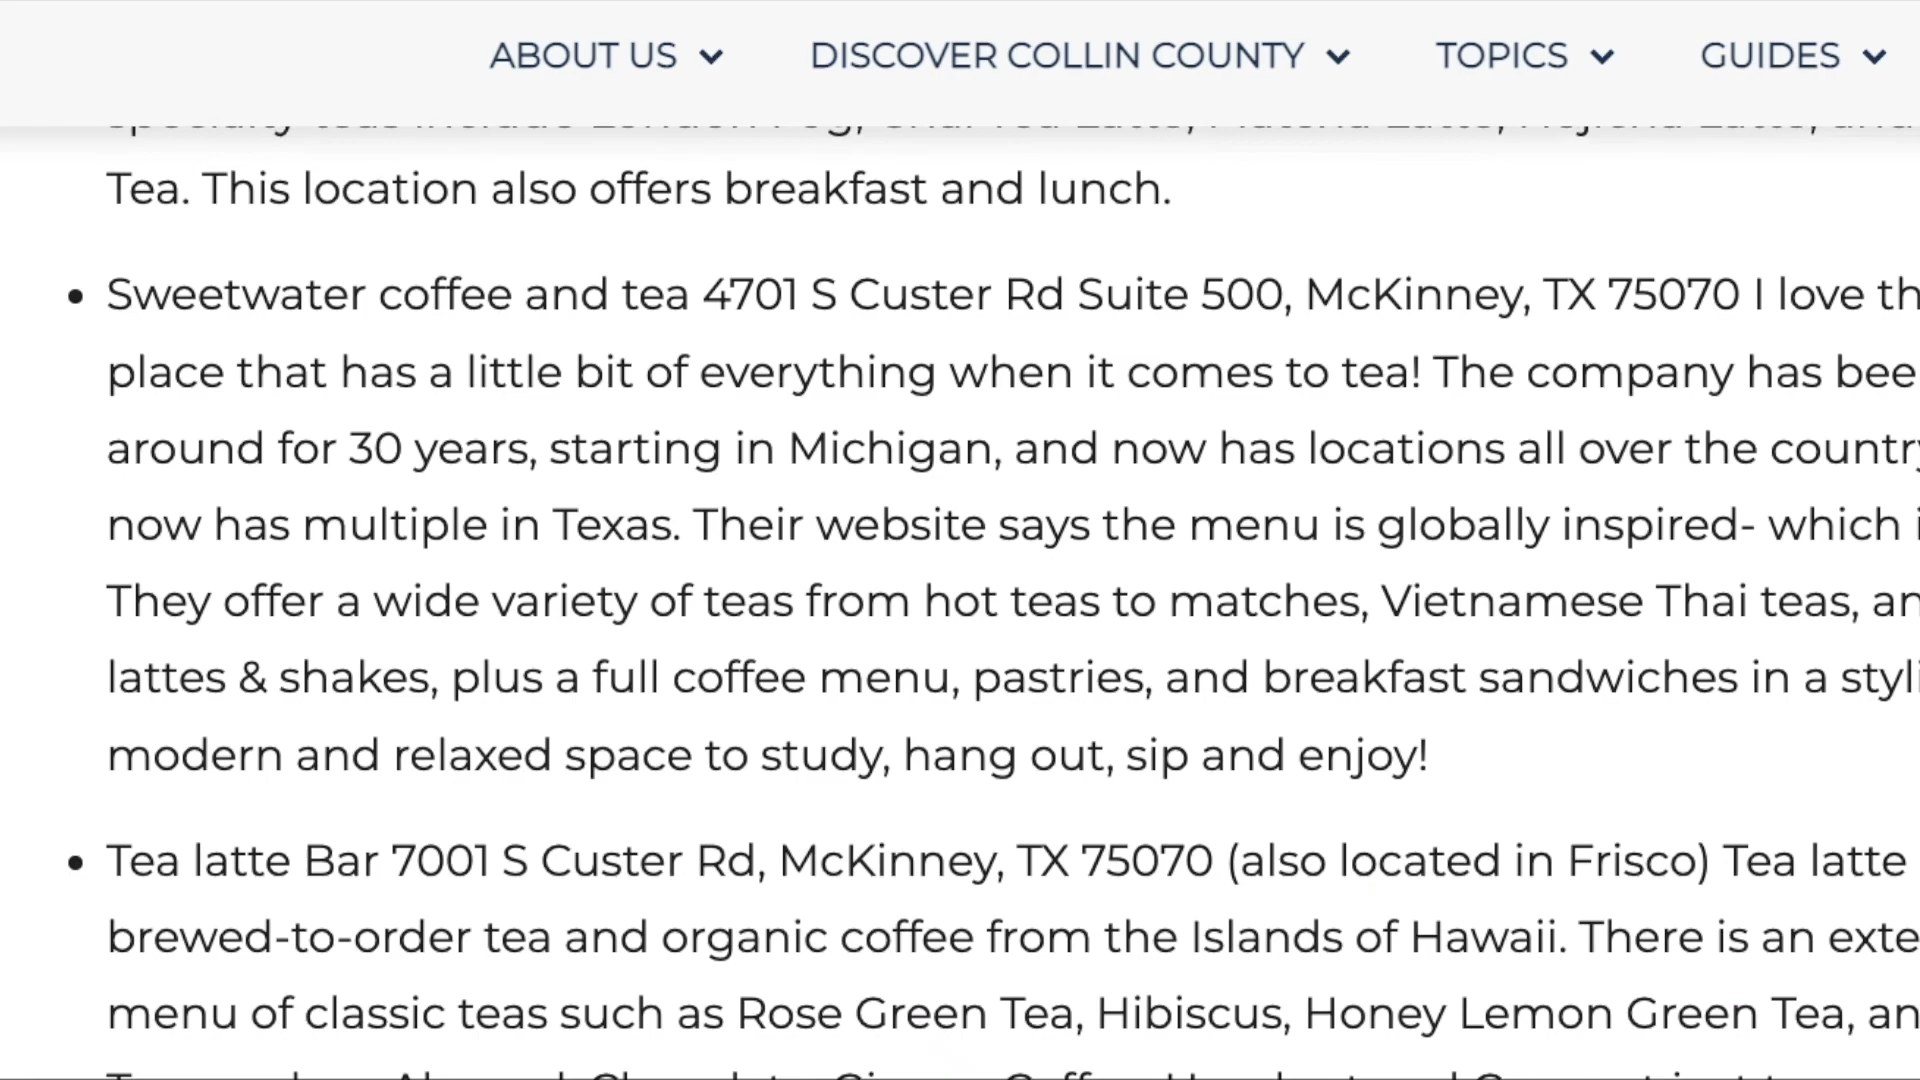 ABOUT US DISCOVER COLLIN COUNTY TOPICS GUIDES
Tea. This location also offers breakfast and lunch.
Sweetwater coffee and tea 4701 S Custer Rd Suite 500, McKinney, TX 75070 I love th
place that has a little bit of everything when it comes to tea! The company has bee
around for 30 years, starting in Michigan, and now has locations all over the country
now has multiple in Texas. Their website says the menu is globally inspired- which i
They offer a wide variety of teas from hot teas to matches, Vietnamese Thai teas, an
lattes & shakes, plus a full coffee menu, pastries, and breakfast sandwiches in a styli
modern and relaxed space to study, hang out, sip and enjoy!
Tea latte Bar 7001 S Custer Rd, McKinney, TX 75070 (also located in Frisco) Tea latte
brewed-to-order tea and organic coffee from the Islands of Hawaii. There is an exte
menu of classic teas such as Rose Green Tea, Hibiscus, Honey Lemon Green Tea, an